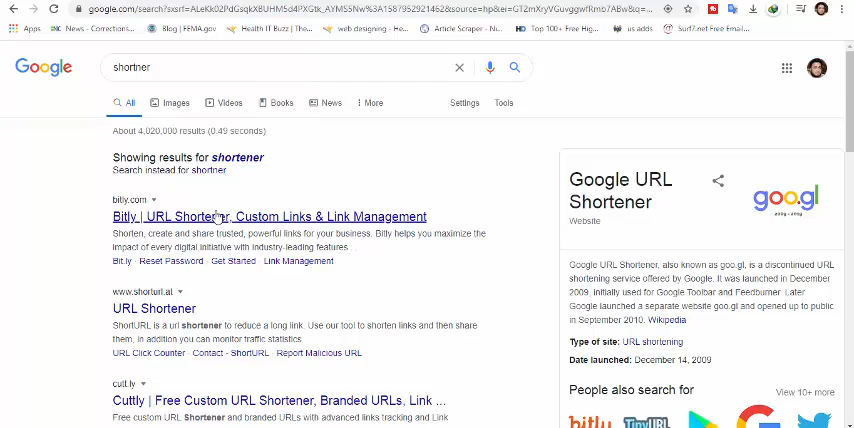 google.com/search?sxsrf=ALeKk02PdGsqkXBUHM5d4PXGtk_AYMS5Nw%3A1587952921462&source=hp&ei=GT2mXryVGuvggwfRmb7ABw&q=...
Apps News - Corrections... Blog | FEMA.gov Health IT Buzz | The... web designing - He... Article Scraper - Ni... Top 100+ Free Hig... us adds Surf7.net Free Email...
Google shortner
All Images Videos Books News More Settings Tools
About 4,020,000 results (0.49 seconds)
Showing results for shortener
Search instead for shortner
bitly.com
Bitly | URL Shortener, Custom Links & Link Management
Shorten, create and share trusted, powerful links for your business. Bitly helps you maximize the
impact of every digital initiative with industry-leading features ...
Bit.ly · Reset Password · Get Started · Link Management
www.shorturl.at
URL Shortener
ShortURL is a url shortener to reduce a long link. Use our tool to shorten links and then share
them, in addition you can monitor traffic statistics.
URL Click Counter · Contact · ShortURL · Report Malicious URL
cutt.ly
Cuttly | Free Custom URL Shortener, Branded URLs, Link ...
Free custom URL Shortener and branded URLs with advanced links tracking and Link
Google URL
Shortener
Website
goo.gl
2009 - 2019
Google URL Shortener, also known as goo.gl, is a discontinued URL
shortening service offered by Google. It was launched in December
2009, initially used for Google Toolbar and Feedburner. Later
Google launched a separate website goo.gl and opened up to public
in September 2010. Wikipedia
Type of site: URL shortening
Date launched: December 14, 2009
People also search for View 10+ more
bitly TinyURL